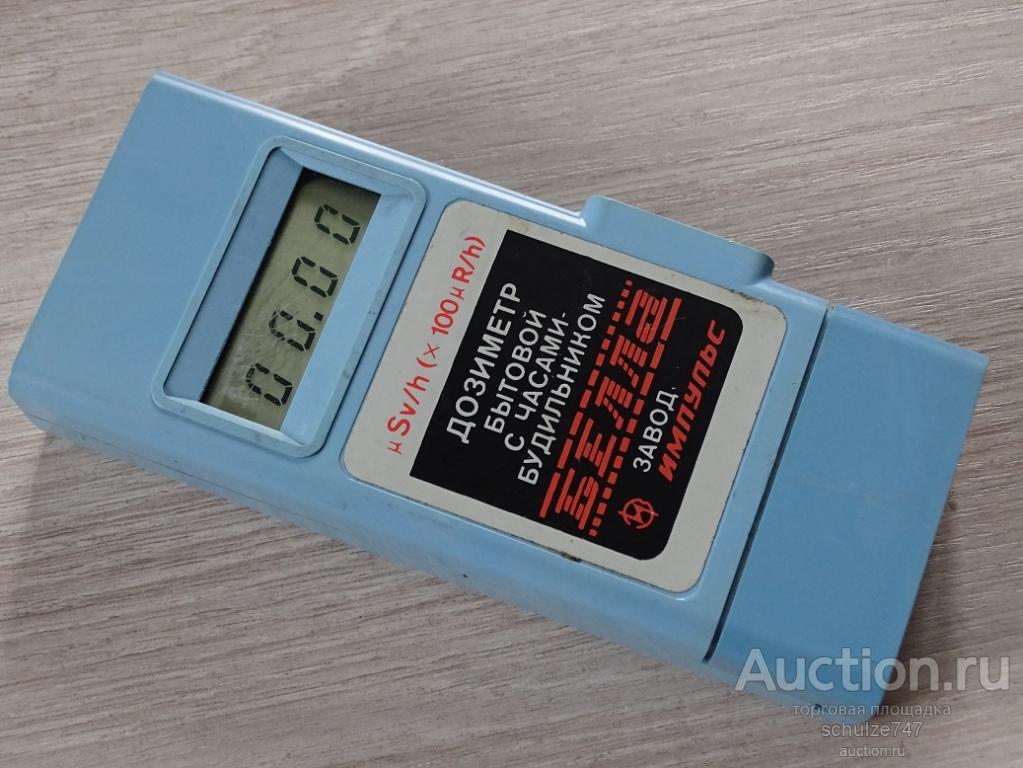 00.00
μSv/h (×100μR/h)
ДОЗИМЕТР
БЫТОВОЙ
С ЧАСАМИ-
БУДИЛЬНИКОМ
БЕЛЛА
ЗАВОД
ИМПУЛЬС
Auction.ru
торговая площадка
schulze747
auction.ru